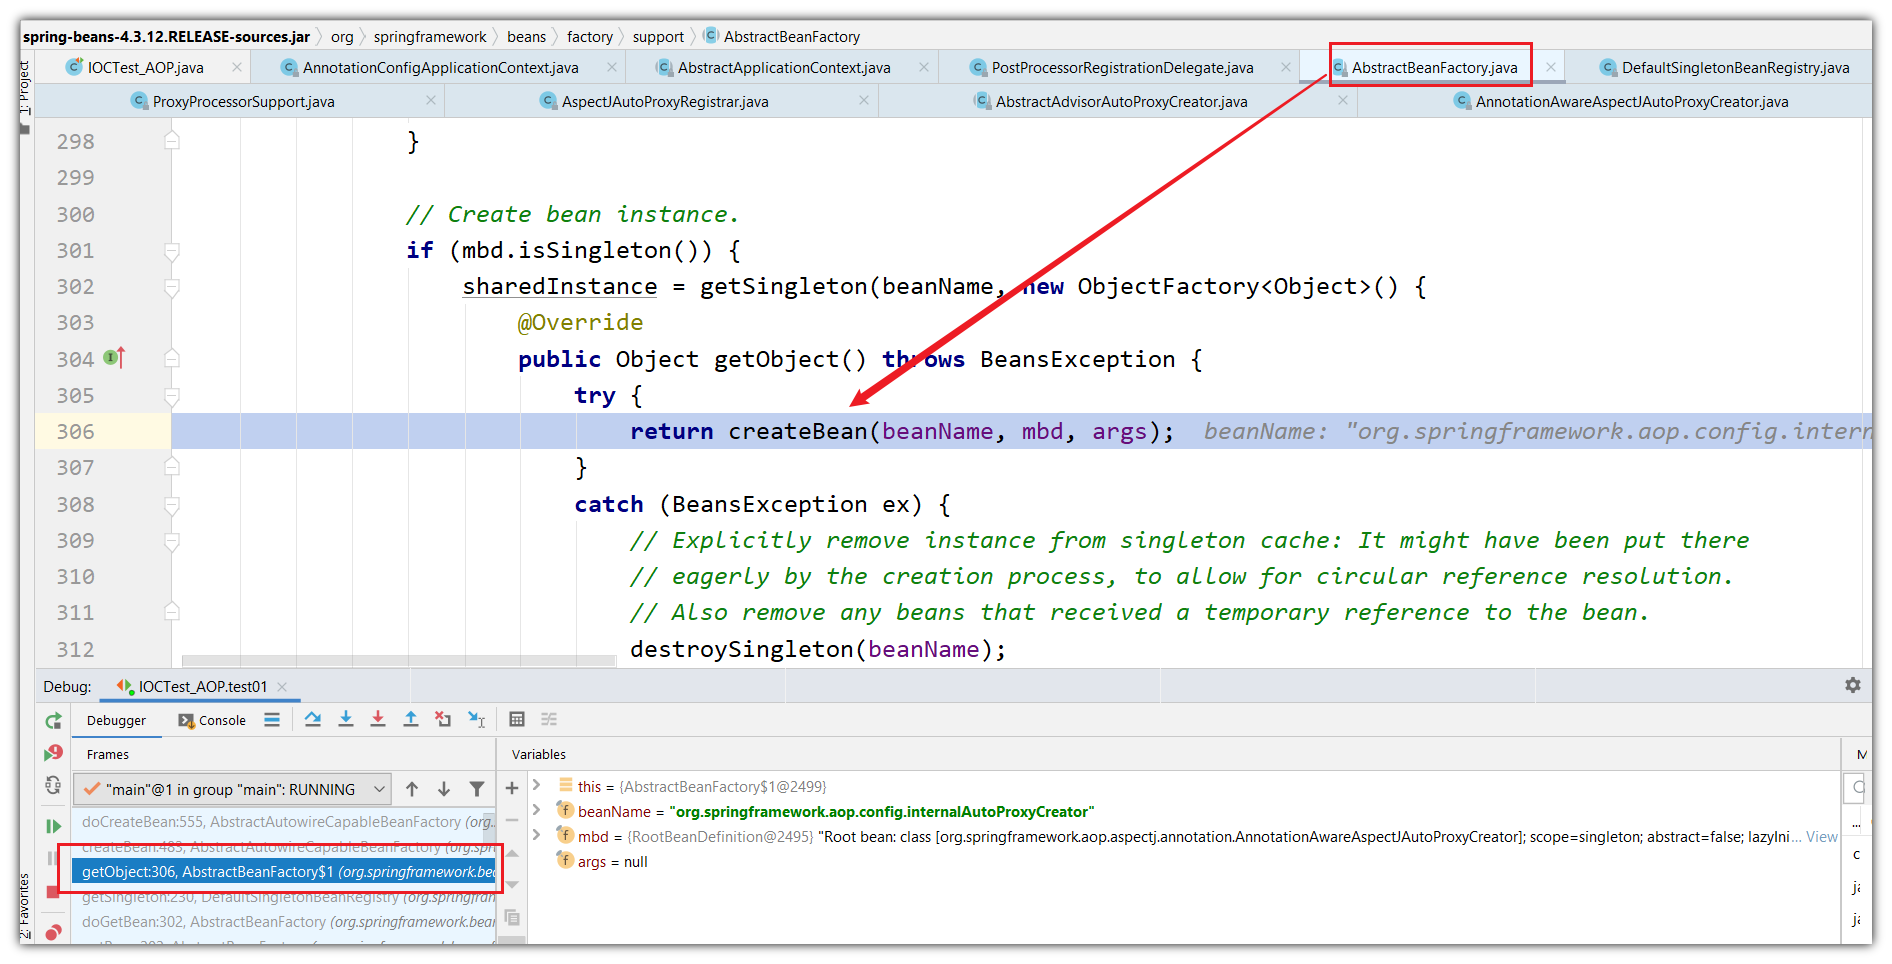 spring-beans-4.3.12.RELEASE-sources.jar org springframework beans factory support AbstractBeanFactory
IOCTest_AOP.java AnnotationConfigApplicationContext.java AbstractApplicationContext.java PostProcessorRegistrationDelegate.java AbstractBeanFactory.java DefaultSingletonBeanRegistry.java
ProxyProcessorSupport.java AspectJAutoProxyRegistrar.java AbstractAdvisorAutoProxyCreator.java AnnotationAwareAspectJAutoProxyCreator.java
1: Project
298 }
299
300 // Create bean instance.
301 if (mbd.isSingleton()) {
302 sharedInstance = getSingleton(beanName, new ObjectFactory<Object>() {
303 @Override
304 public Object getObject() throws BeansException {
305 try {
306 return createBean(beanName, mbd, args); beanName: "org.springframework.aop.config.intern
307 }
308 catch (BeansException ex) {
309 // Explicitly remove instance from singleton cache: It might have been put there
310 // eagerly by the creation process, to allow for circular reference resolution.
311 // Also remove any beans that received a temporary reference to the bean.
312 destroySingleton(beanName);
Debug: IOCTest_AOP.test01
Debugger Console
Frames
Variables
"main"@1 in group "main": RUNNING
doCreateBean:555, AbstractAutowireCapableBeanFactory (org.
createBean:483, AbstractAutowireCapableBeanFactory (org.spri
getObject:306, AbstractBeanFactory$1 (org.springframework.bea
getSingleton:230, DefaultSingletonBeanRegistry (org.springfran
doGetBean:302, AbstractBeanFactory (org.springframework.bear
this = {AbstractBeanFactory$1@2499}
beanName = "org.springframework.aop.config.internalAutoProxyCreator"
mbd = {RootBeanDefinition@2495} "Root bean: class [org.springframework.aop.aspectj.annotation.AnnotationAwareAspectJAutoProxyCreator]; scope=singleton; abstract=false; lazyIni... View
args = null
2: Favorites